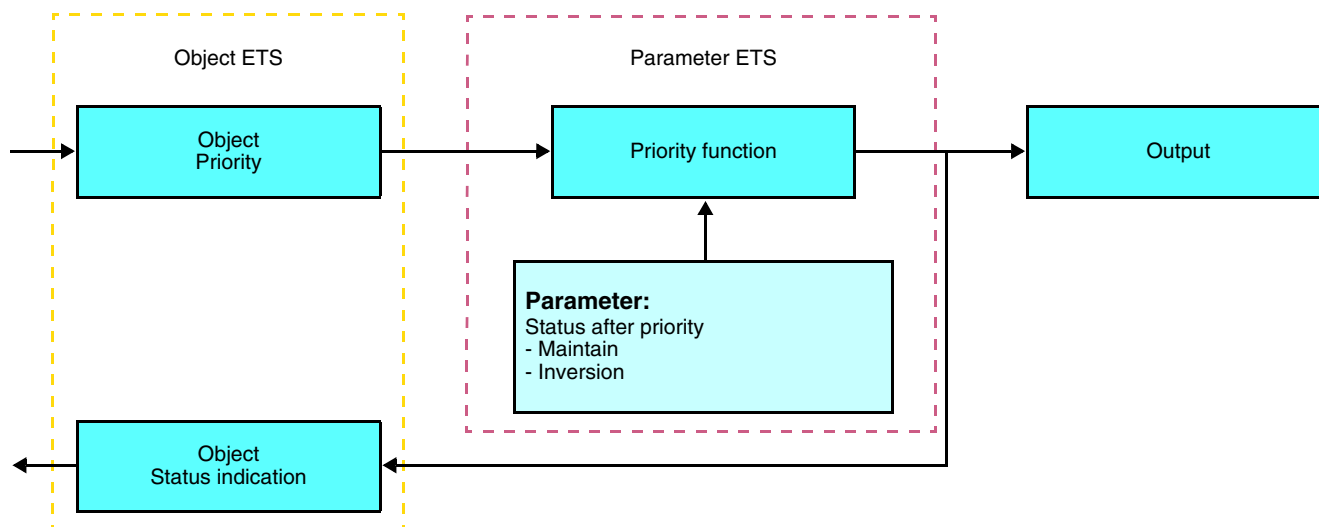 Object ETS
Parameter ETS
Object
Priority
Priority function
Output
Parameter:
Status after priority
- Maintain
- Inversion
Object
Status indication